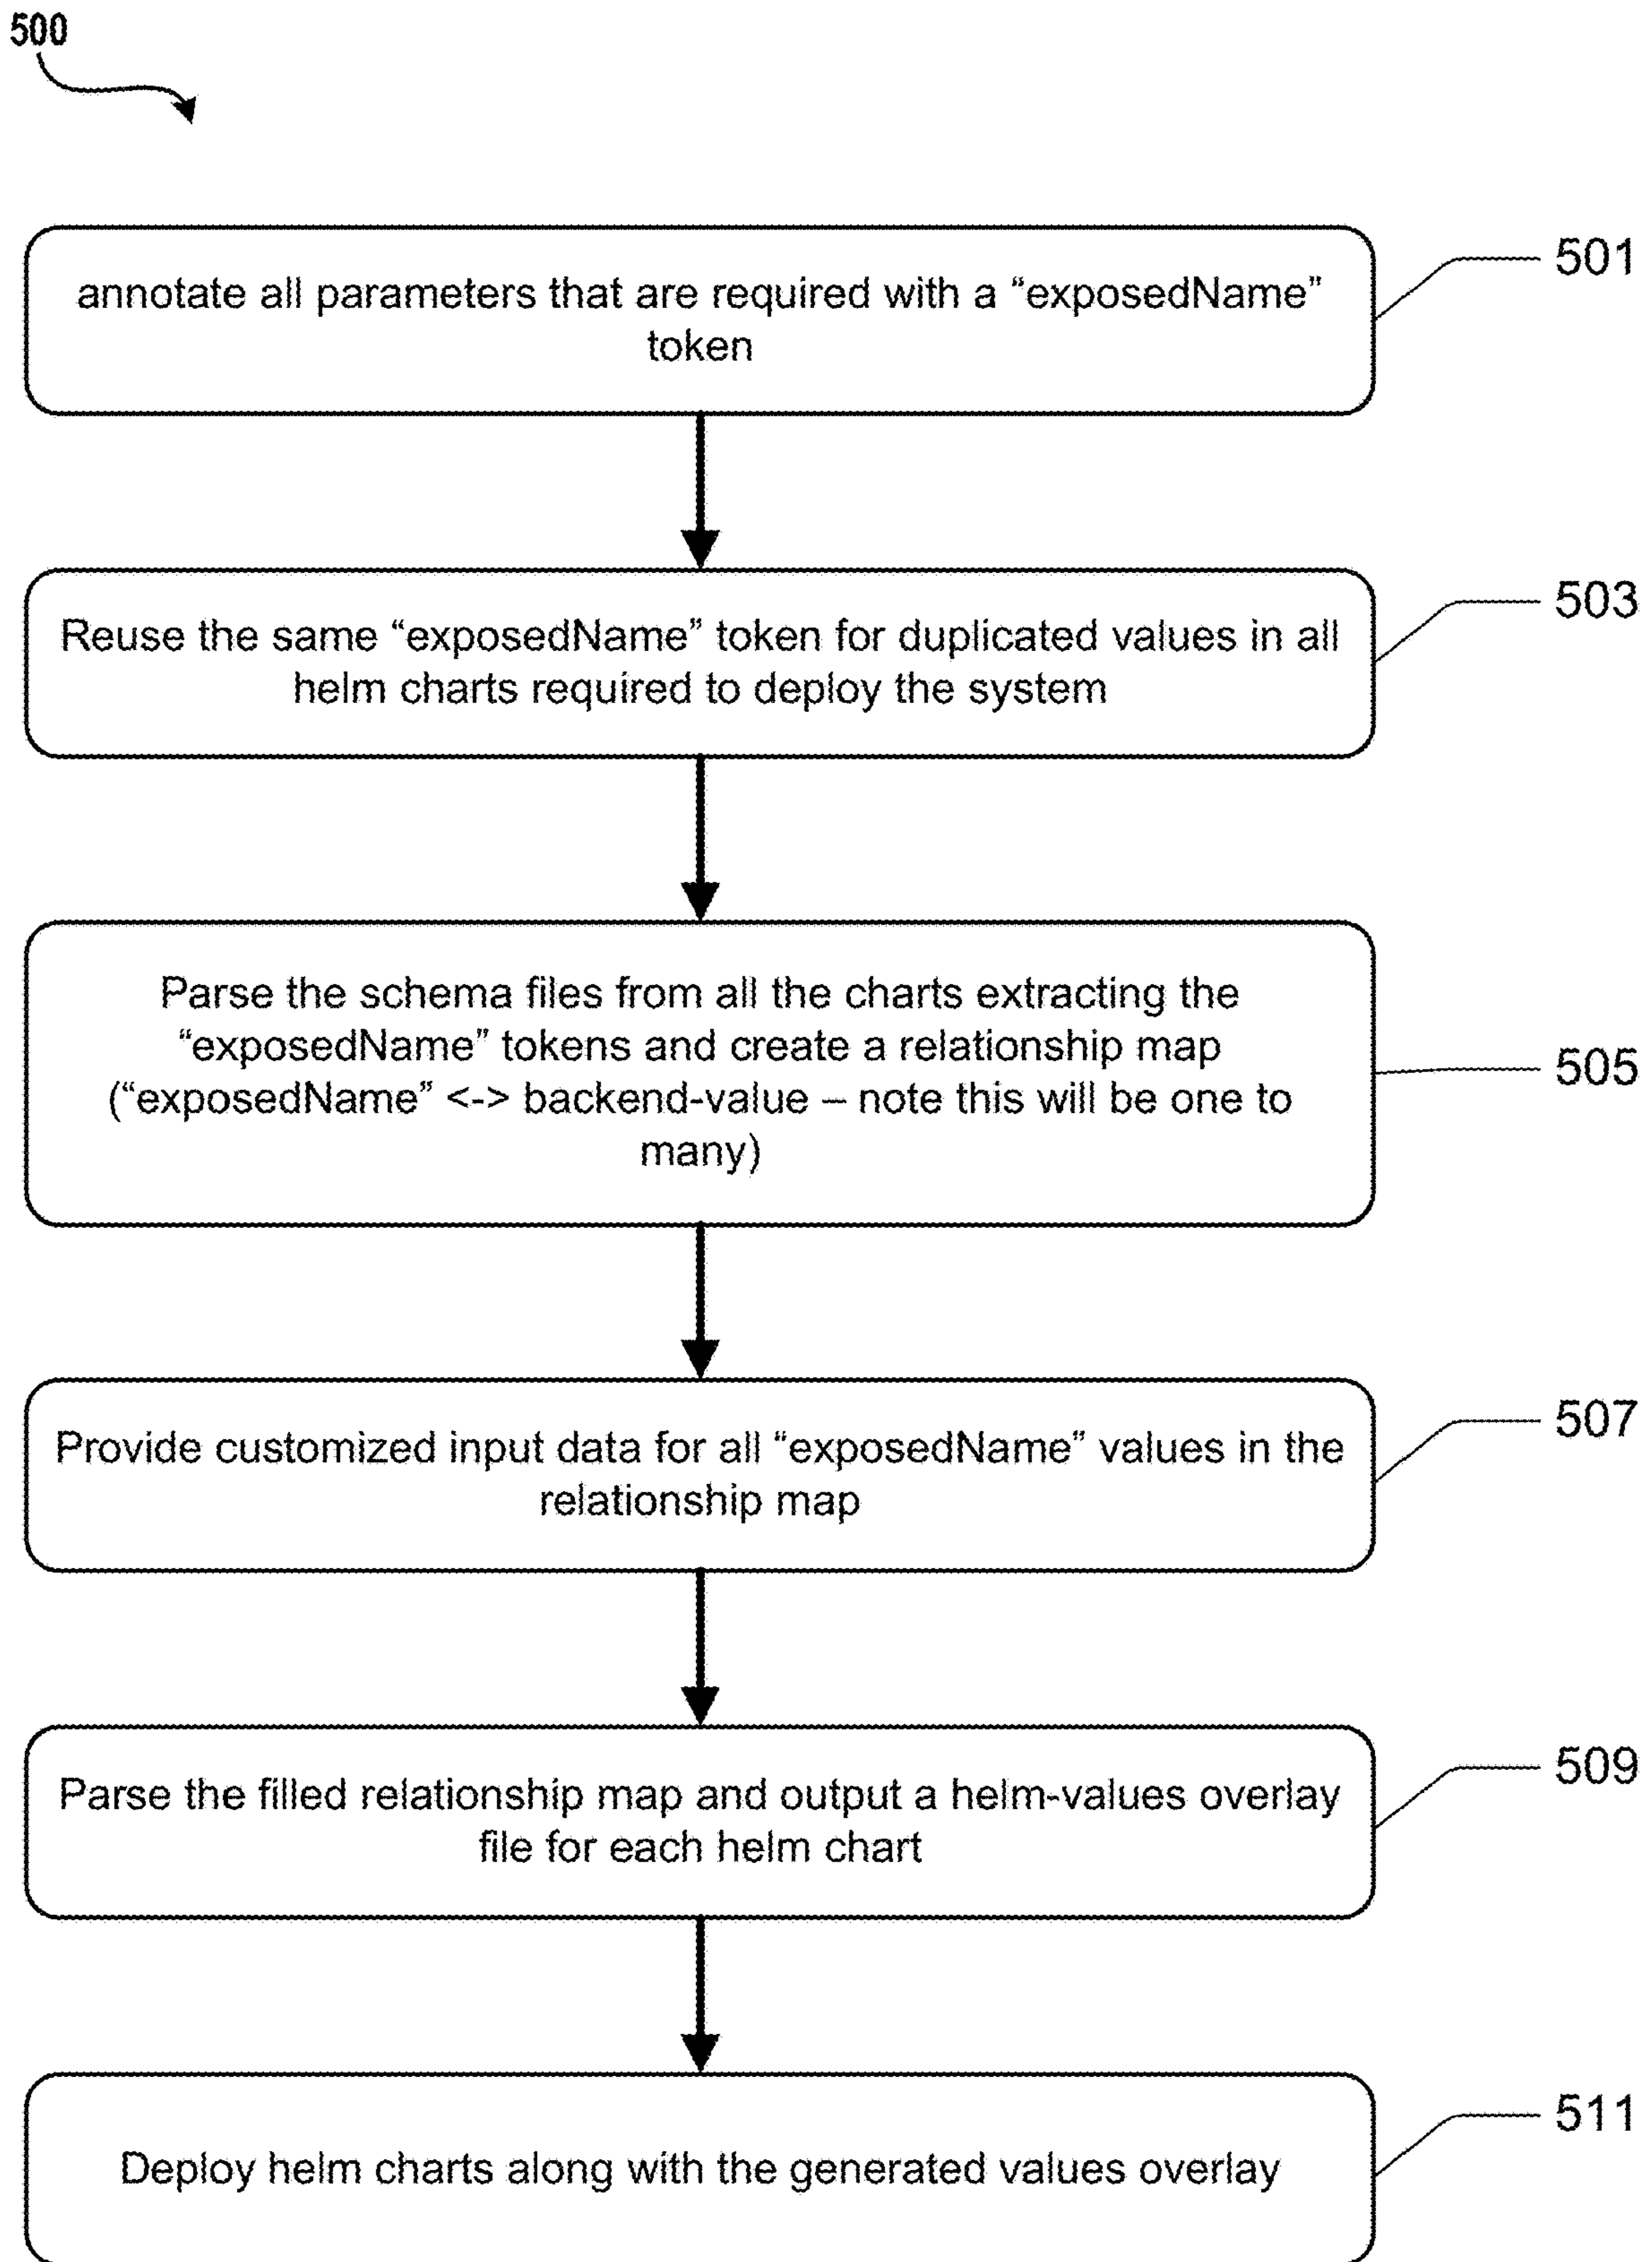 500
annotate all parameters that are required with a “exposedName”
token
501
Reuse the same “exposedName” token for duplicated values in all
helm charts required to deploy the system
503
Parse the schema files from all the charts extracting the
“exposedName” tokens and create a relationship map
(“exposedName” <-> backend-value – note this will be one to
many)
505
Provide customized input data for all “exposedName” values in the
relationship map
507
Parse the filled relationship map and output a helm-values overlay
file for each helm chart
509
Deploy helm charts along with the generated values overlay
511